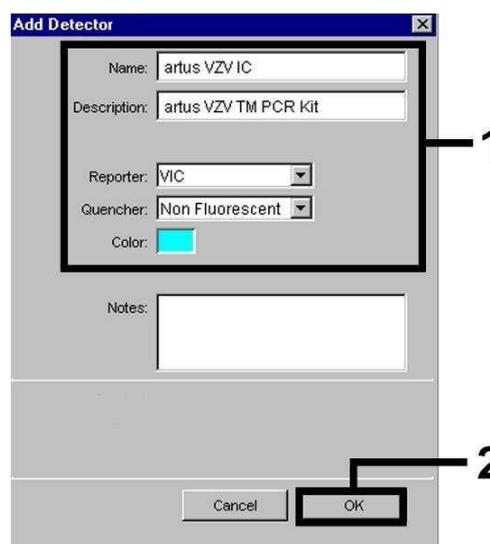 Add Detector
Name: artus VZV IC
Description: artus VZV TM PCR Kit
1
Reporter: VIC
Quencher: Non Fluorescent
Color:
Notes:
2
Cancel OK